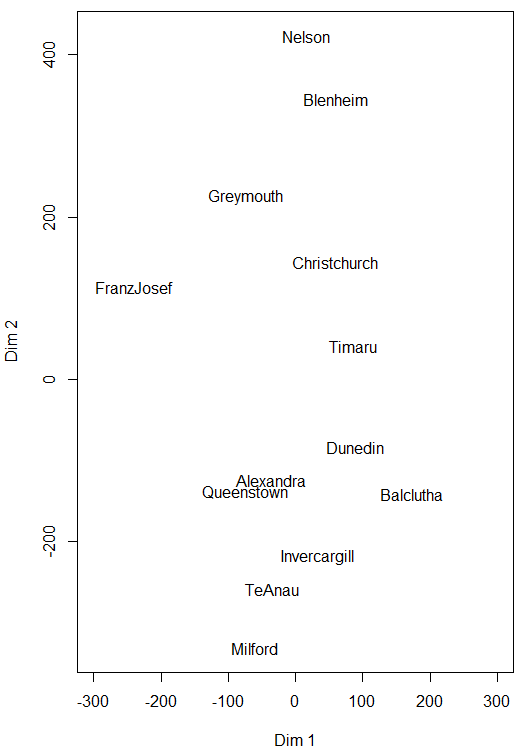 Nelson
400
Blenheim
Greymouth
200
Christchurch
FranzJosef
Dim 2
Timaru
0
Dunedin
Alexandra
Queenstown
Balclutha
-200
Invercargill
TeAnau
Milford
-300 -200 -100 0 100 200 300
Dim 1